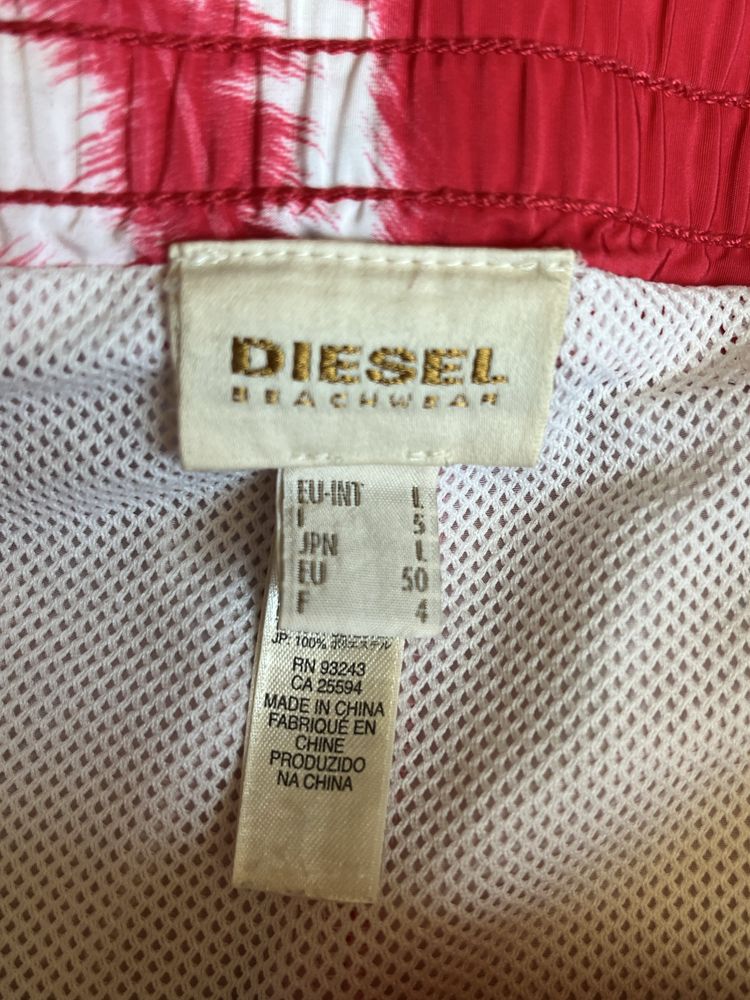 DIESEL
BEACHWEAR
EU-INT L
I 5
JPN L
EU 50
F 4
JP: 100% ポリエステル
RN 93243
CA 25594
MADE IN CHINA
FABRIQUÉ EN
CHINE
PRODUZIDO
NA CHINA